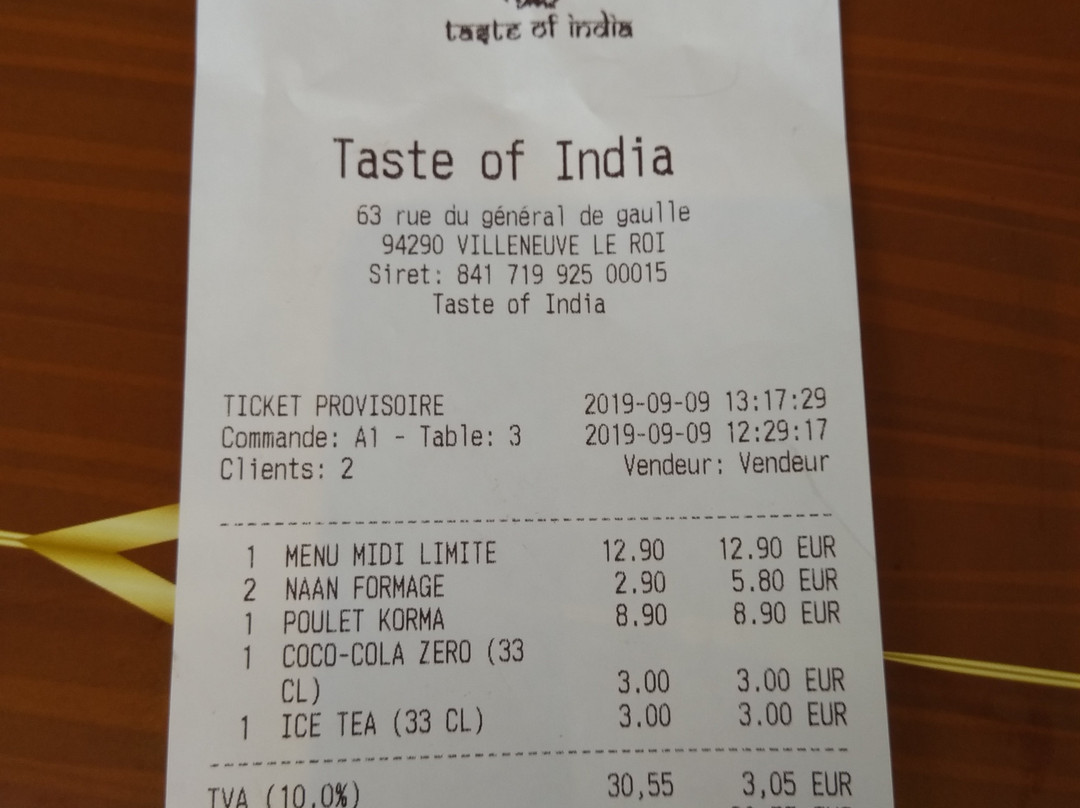 taste of india
Taste of India
63 rue du général de gaulle
94290 VILLENEUVE LE ROI
Siret: 841 719 925 00015
Taste of India
TICKET PROVISOIRE 2019-09-09 13:17:29
Commande: A1 - Table: 3 2019-09-09 12:29:17
Clients: 2 Vendeur: Vendeur
1 MENU MIDI LIMITE 12.90 12.90 EUR
2 NAAN FORMAGE 2.90 5.80 EUR
1 POULET KORMA 8.90 8.90 EUR
1 COCO-COLA ZERO (33
CL) 3.00 3.00 EUR
1 ICE TEA (33 CL) 3.00 3.00 EUR
TVA (10,0%) 30,55 3,05 EUR